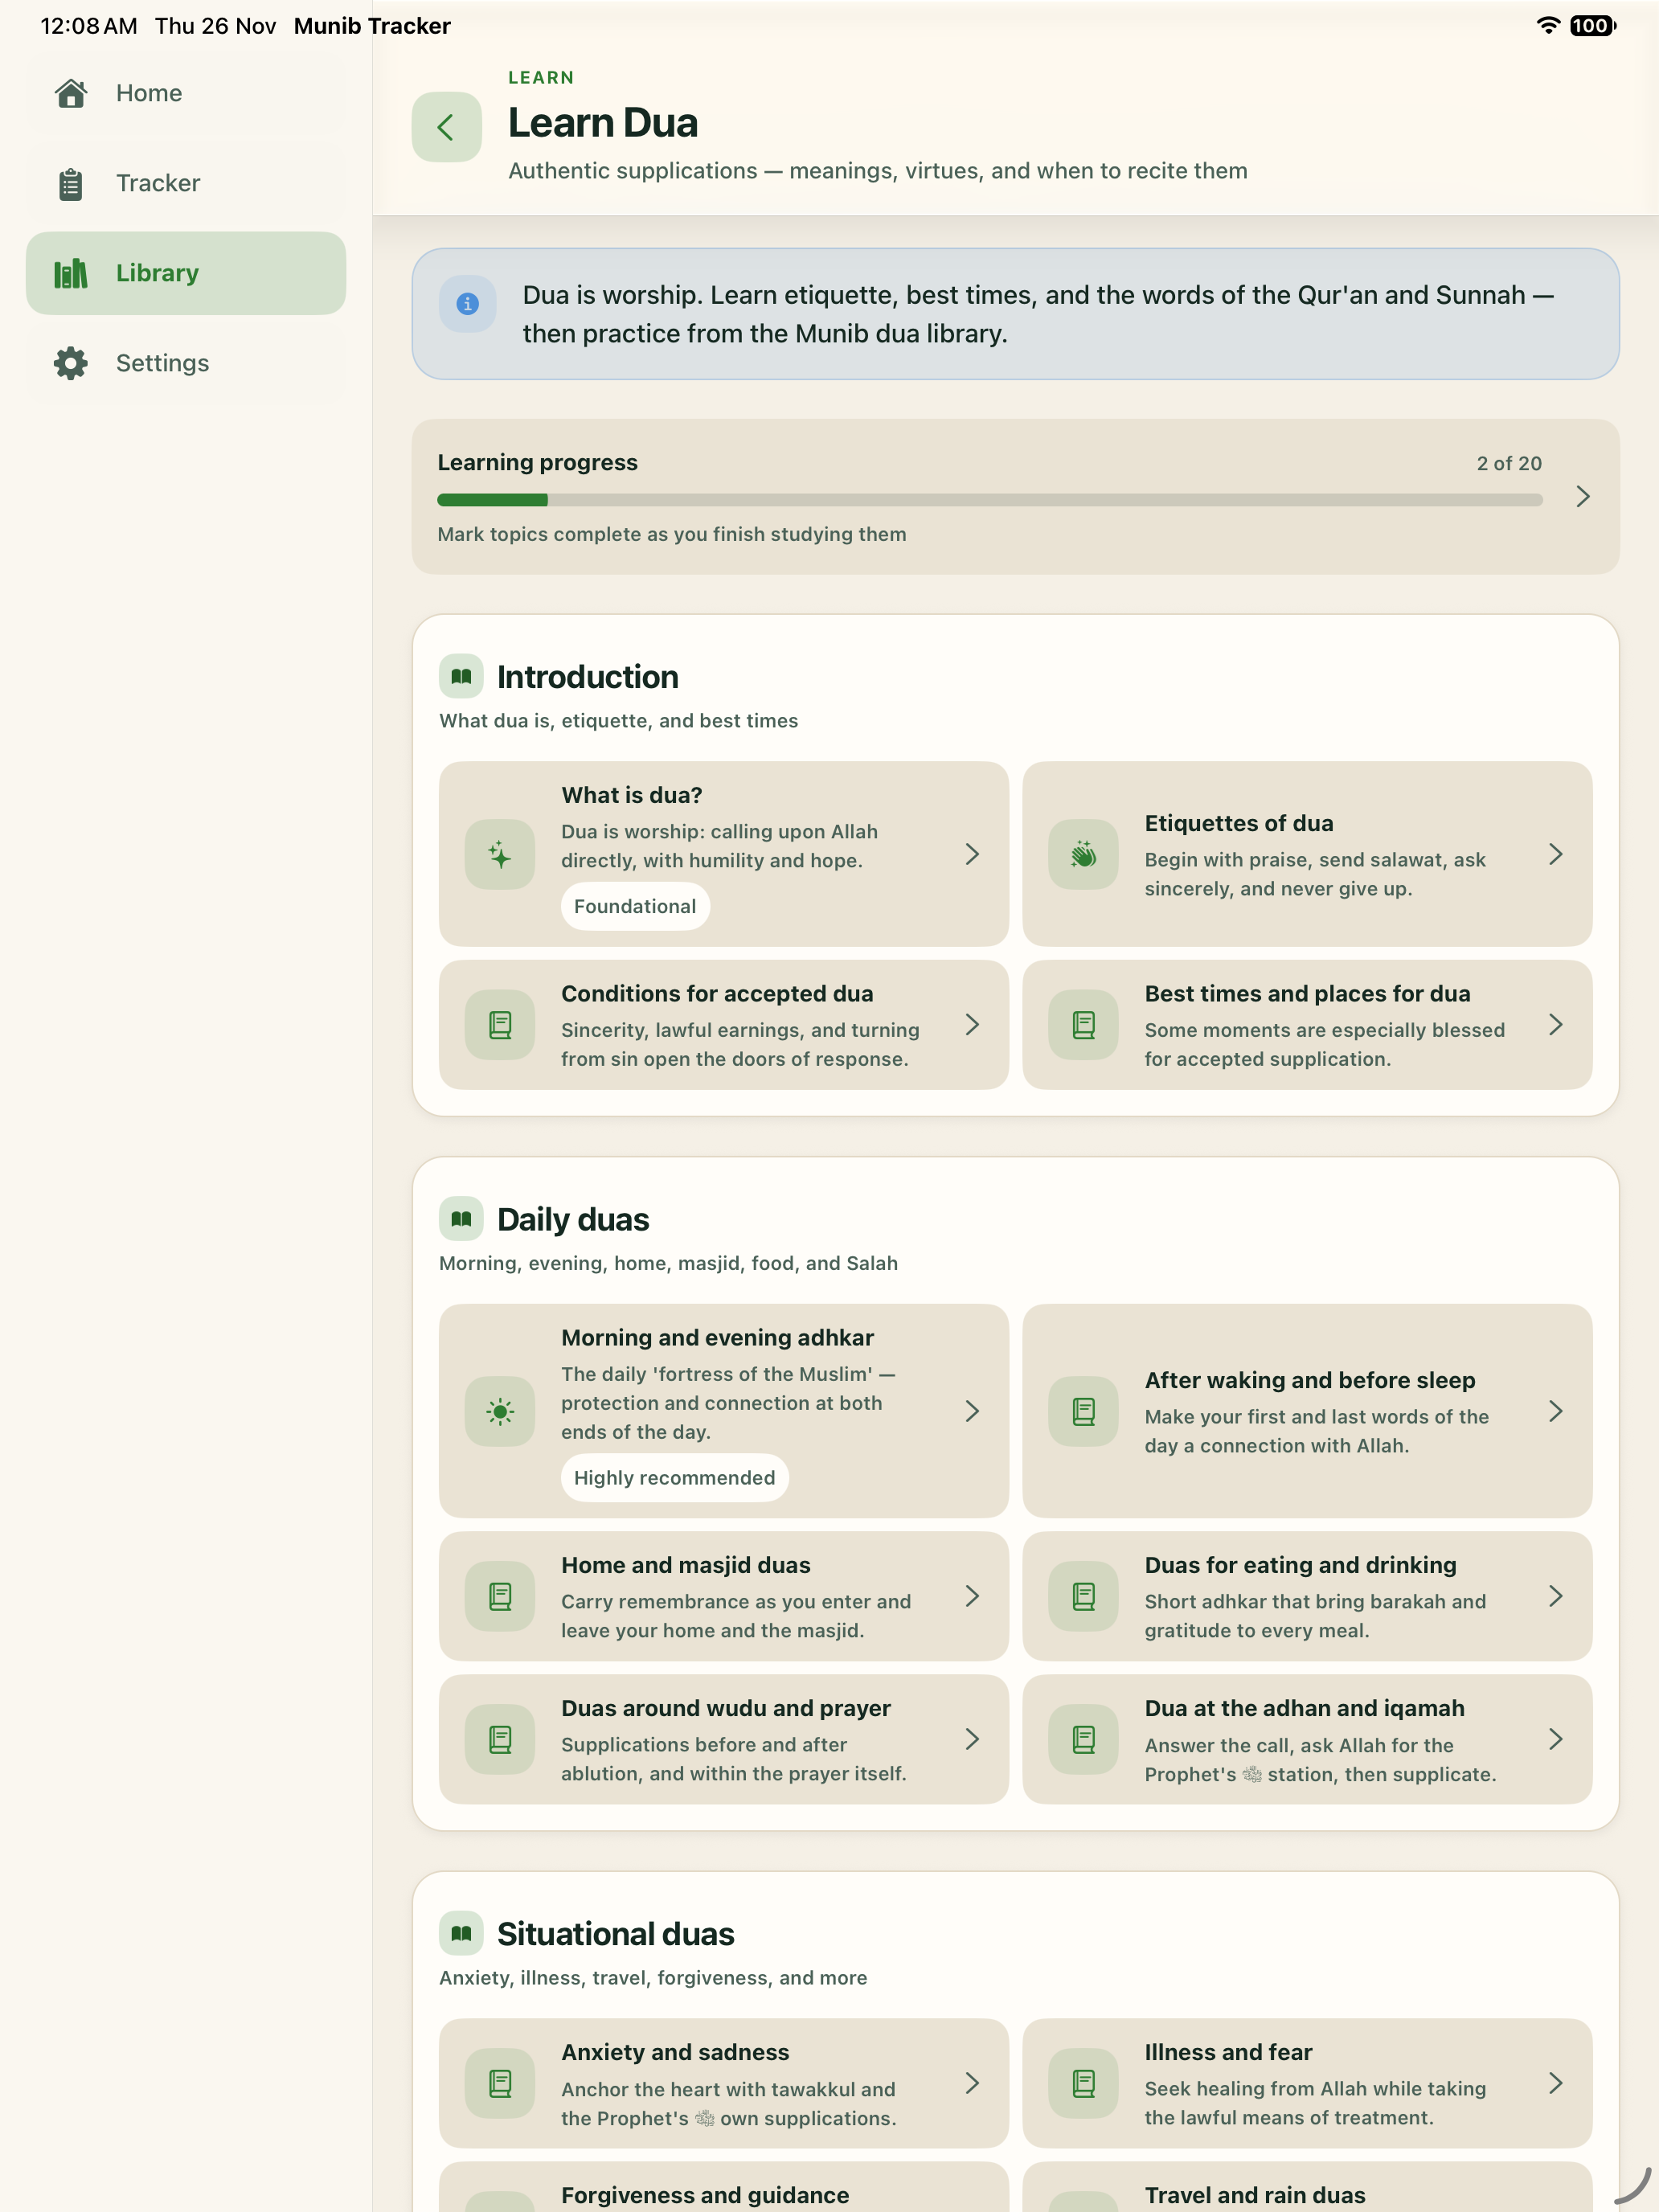 12:08 AM Thu 26 Nov Munib Tracker
100
Home
Tracker
Library
Settings
LEARN
Learn Dua
Authentic supplications — meanings, virtues, and when to recite them
Dua is worship. Learn etiquette, best times, and the words of the Qur'an and Sunnah —
then practice from the Munib dua library.
Learning progress
2 of 20
Mark topics complete as you finish studying them
Introduction
What dua is, etiquette, and best times
What is dua?
Dua is worship: calling upon Allah
directly, with humility and hope.
Foundational
Etiquettes of dua
Begin with praise, send salawat, ask
sincerely, and never give up.
Conditions for accepted dua
Sincerity, lawful earnings, and turning
from sin open the doors of response.
Best times and places for dua
Some moments are especially blessed
for accepted supplication.
Daily duas
Morning, evening, home, masjid, food, and Salah
Morning and evening adhkar
The daily 'fortress of the Muslim' —
protection and connection at both
ends of the day.
Highly recommended
After waking and before sleep
Make your first and last words of the
day a connection with Allah.
Home and masjid duas
Carry remembrance as you enter and
leave your home and the masjid.
Duas for eating and drinking
Short adhkar that bring barakah and
gratitude to every meal.
Duas around wudu and prayer
Supplications before and after
ablution, and within the prayer itself.
Dua at the adhan and iqamah
Answer the call, ask Allah for the
Prophet's ﷺ station, then supplicate.
Situational duas
Anxiety, illness, travel, forgiveness, and more
Anxiety and sadness
Anchor the heart with tawakkul and
the Prophet's ﷺ own supplications.
Illness and fear
Seek healing from Allah while taking
the lawful means of treatment.
Forgiveness and guidance
Travel and rain duas